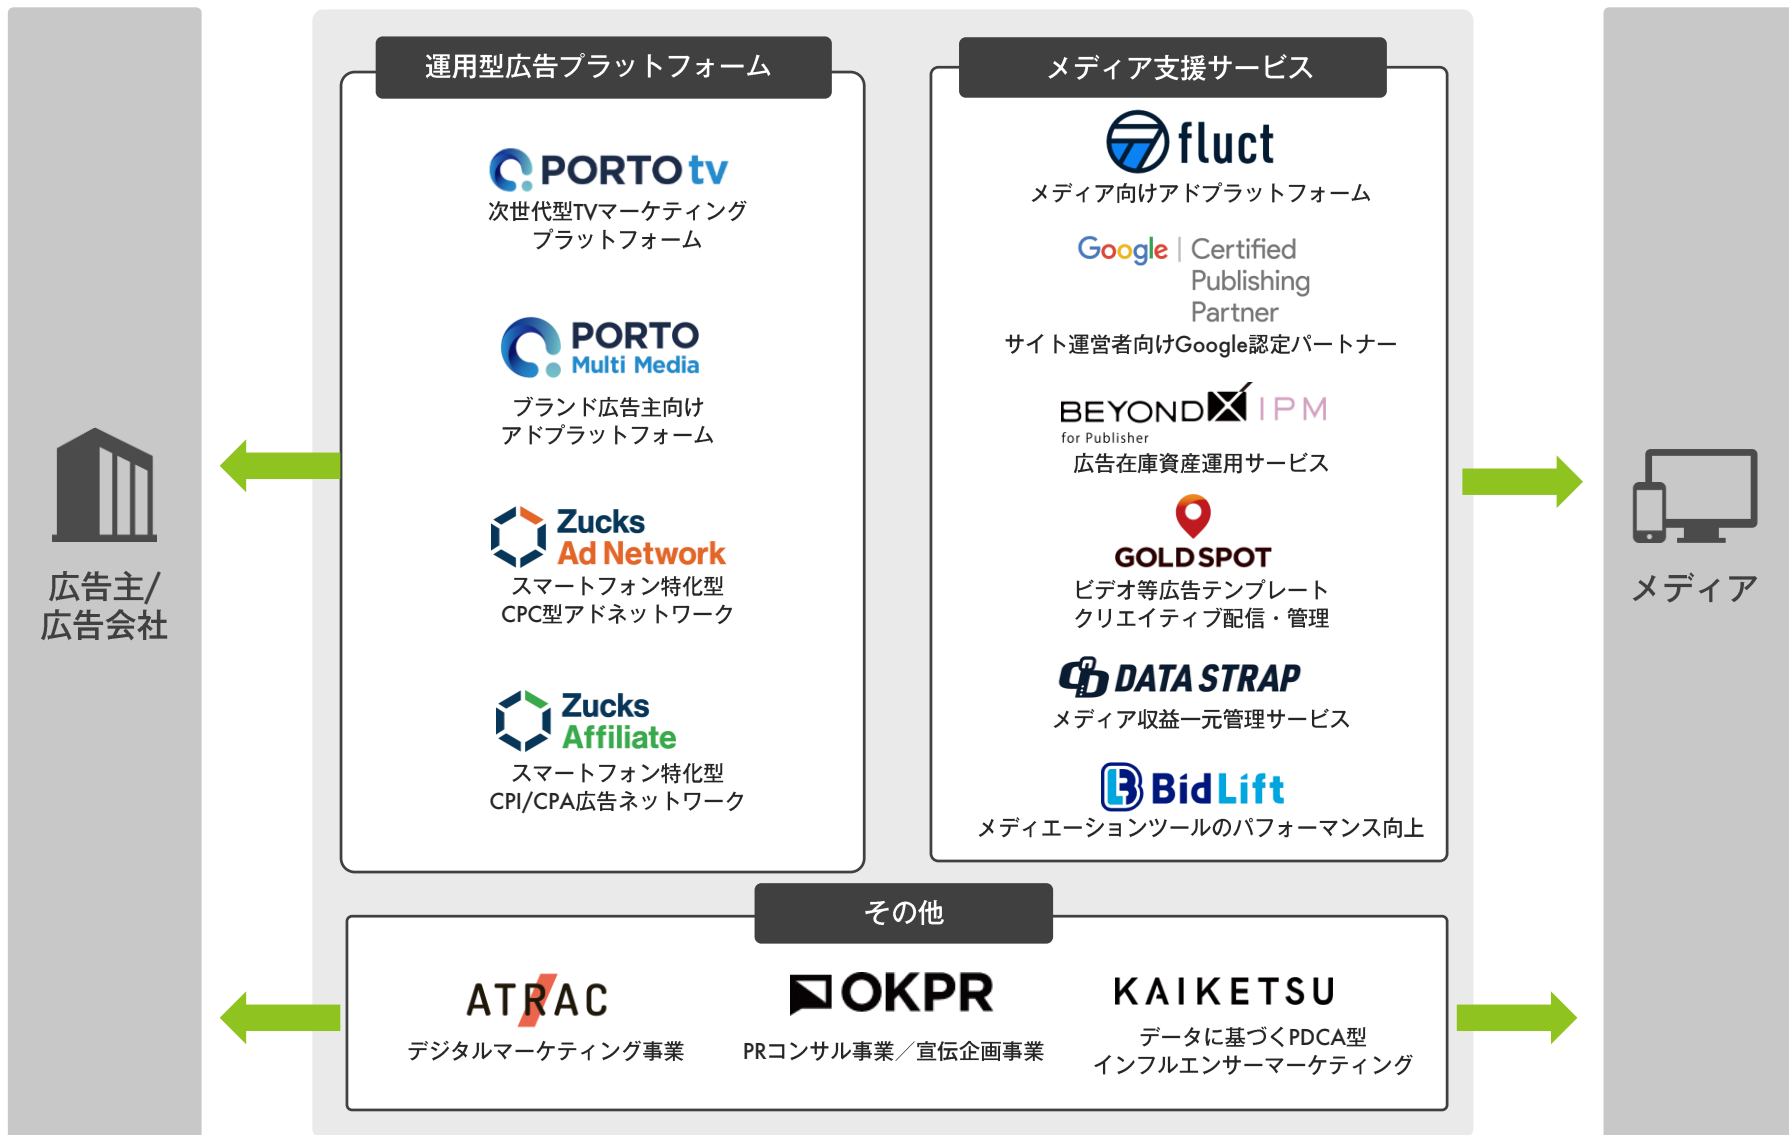 広告主/
広告会社
運用型広告プラットフォーム
PORTO tv
次世代型TVマーケティング
プラットフォーム
PORTO
Multi Media
ブランド広告主向け
アドプラットフォーム
Zucks
Ad Network
スマートフォン特化型
CPC型アドネットワーク
Zucks
Affiliate
スマートフォン特化型
CPI/CPA広告ネットワーク
メディア支援サービス
fluct
メディア向けアドプラットフォーム
Google | Certified
Publishing
Partner
サイト運営者向けGoogle認定パートナー
BEYOND X IPM
for Publisher
広告在庫資産運用サービス
GOLD SPOT
ビデオ等広告テンプレート
クリエイティブ配信・管理
DATA STRAP
メディア収益一元管理サービス
BidLift
メディエーションツールのパフォーマンス向上
その他
ATRAC
デジタルマーケティング事業
OKPR
PRコンサル事業／宣伝企画事業
KAIKETSU
データに基づくPDCA型
インフルエンサーマーケティング
メディア